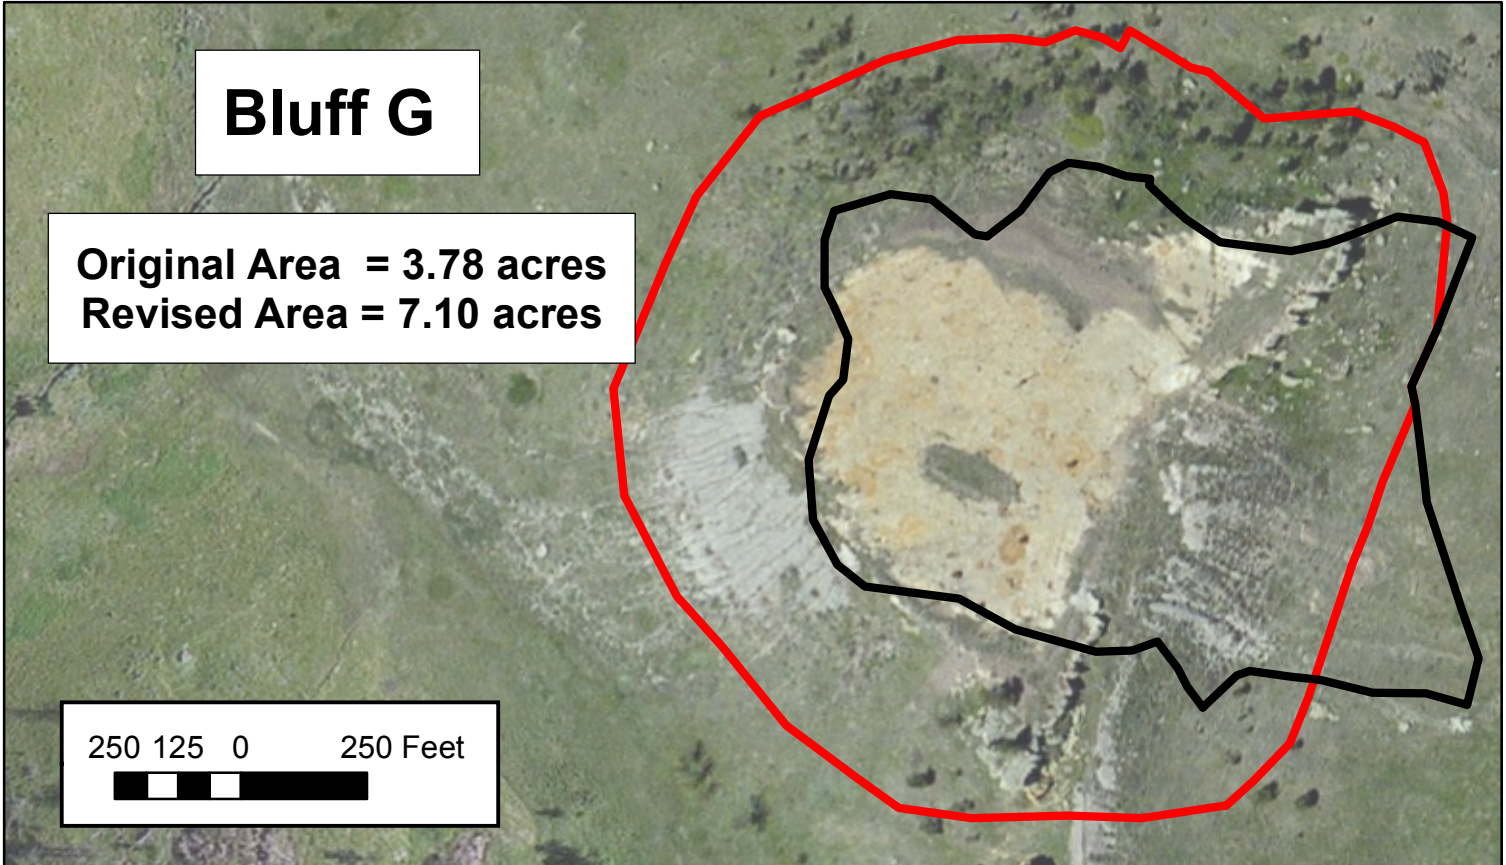 Bluff G
Original Area = 3.78 acres
Revised Area = 7.10 acres
250 125 0 250 Feet